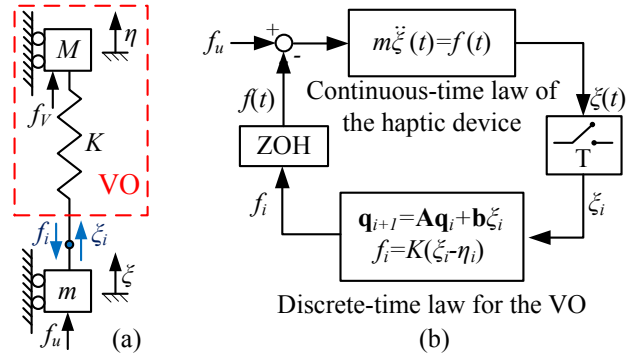 M
η
f_V
K
VO
f_i
ξ_i
m
ξ
f_u
(a)
f_u
+
-
mξ̈(t)=f(t)
Continuous-time law of
the haptic device
f(t)
ξ(t)
ZOH
T
f_i
ξ_i
q_{i+1}=Aq_i+bξ_i
f_i=K(ξ_i-η_i)
Discrete-time law for the VO
(b)